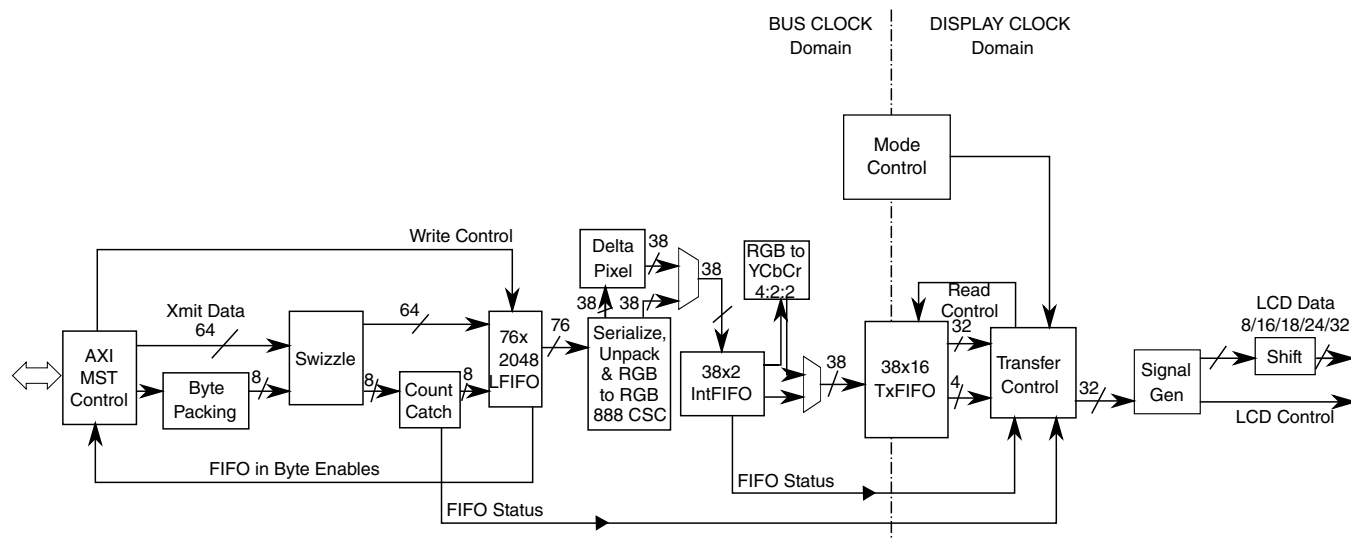 BUS CLOCK
Domain
DISPLAY CLOCK
Domain
Mode
Control
Write Control
Delta
Pixel
38
38
RGB to
YCbCr
4:2:2
Read
Control
LCD Data
8/16/18/24/32
Xmit Data
64
64
38
38
76
32
AXI
MST
Control
Swizzle
76x
2048
LFIFO
Serialize,
Unpack
& RGB
to RGB
888 CSC
38x2
IntFIFO
38
38x16
TxFIFO
Transfer
Control
Signal
Gen
Shift
Byte
Packing
8
8
Count
Catch
8
4
32
LCD Control
FIFO in Byte Enables
FIFO Status
FIFO Status